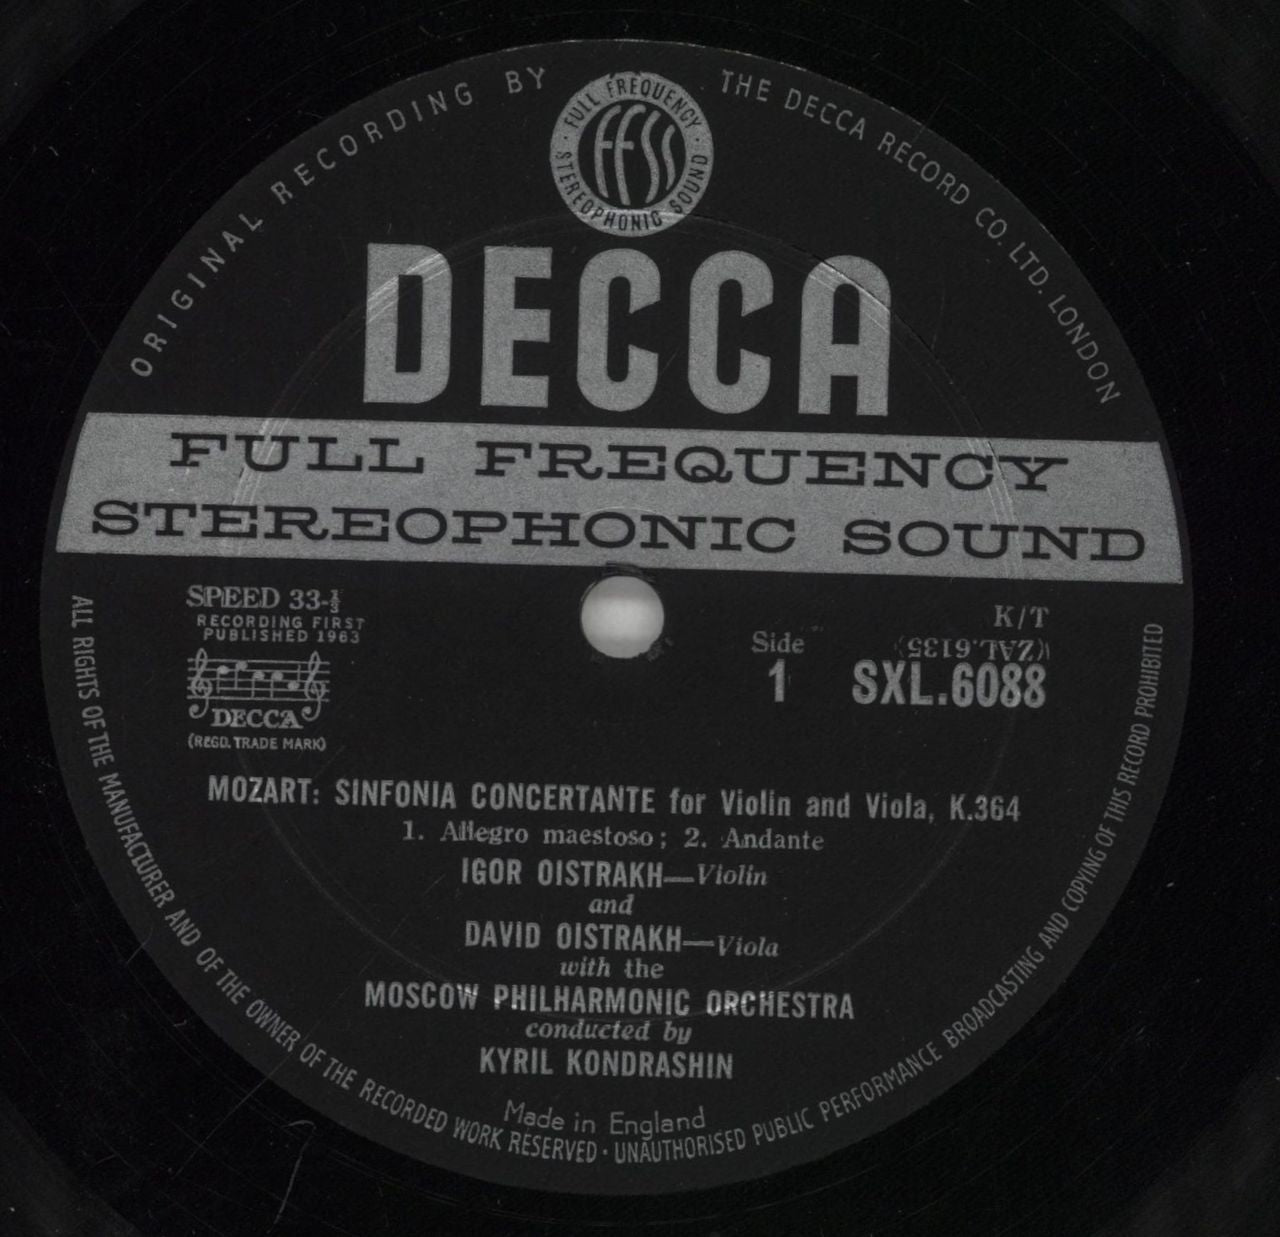 ORIGINAL RECORDING BY THE DECCA RECORD CO. LTD. LONDON
FULL FREQUENCY STEREOPHONIC SOUND
FFSS
DECCA
FULL FREQUENCY
STEREOPHONIC SOUND
SPEED 33-⅓
RECORDING FIRST
PUBLISHED 1963
DECCA
(REGD. TRADE MARK)
K/T
(ZAL.6135)
Side
1
SXL.6088
MOZART: SINFONIA CONCERTANTE for Violin and Viola, K.364
1. Allegro maestoso; 2. Andante
IGOR OISTRAKH—Violin
and
DAVID OISTRAKH—Viola
with the
MOSCOW PHILHARMONIC ORCHESTRA
conducted by
KYRIL KONDRASHIN
Made in England
ALL RIGHTS OF THE MANUFACTURER AND OF THE OWNER OF THE RECORDED WORK RESERVED · UNAUTHORISED PUBLIC PERFORMANCE BROADCASTING AND COPYING OF THIS RECORD PROHIBITED